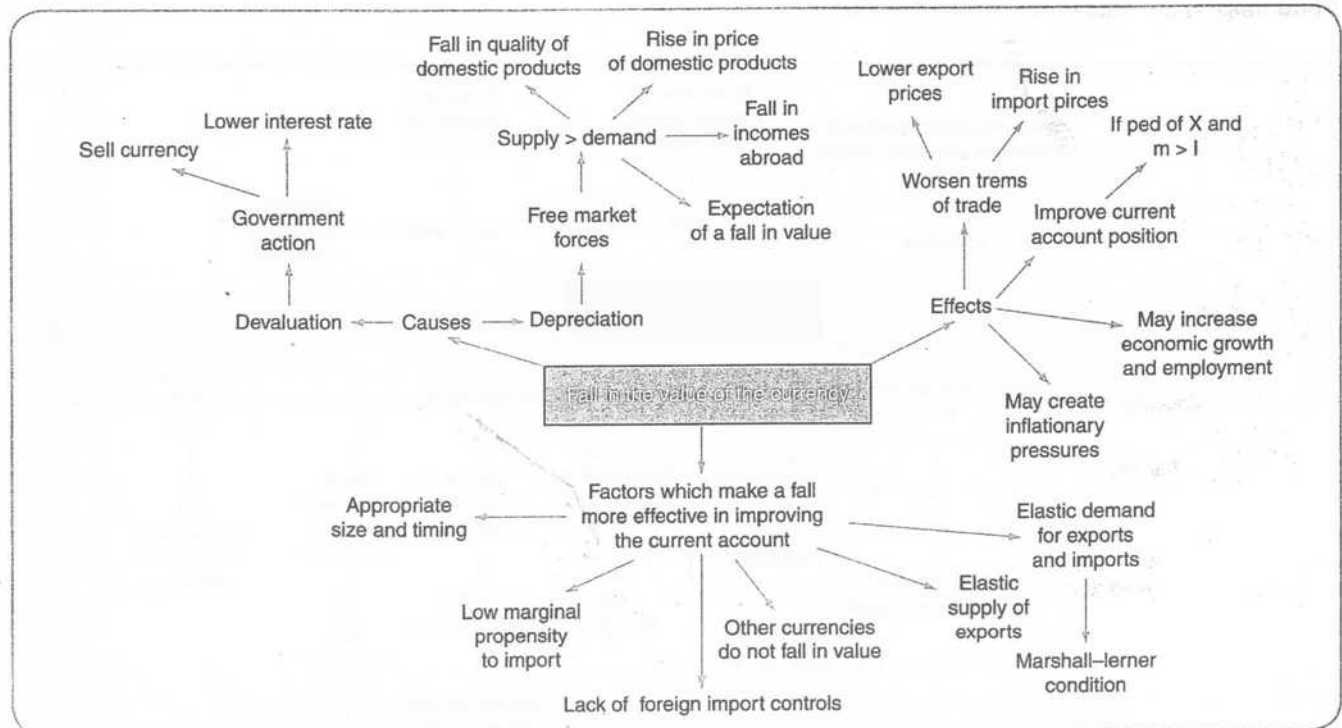 Fall in quality of
domestic products
Rise in price
of domestic products
Lower export
prices
Rise in
import pirces
If ped of X and
m > I
Sell currency
Lower interest rate
Supply > demand
Fall in
incomes
abroad
Worsen trems
of trade
Government
action
Free market
forces
Expectation
of a fall in value
Improve current
account position
Devaluation
Causes
Depreciation
Effects
May increase
economic growth
and employment
Fall in the value of the currency
May create
inflationary
pressures
Appropriate
size and timing
Factors which make a fall
more effective in improving
the current account
Elastic demand
for exports
and imports
Low marginal
propensity
to import
Other currencies
do not fall in value
Elastic
supply of
exports
Marshall–lerner
condition
Lack of foreign import controls